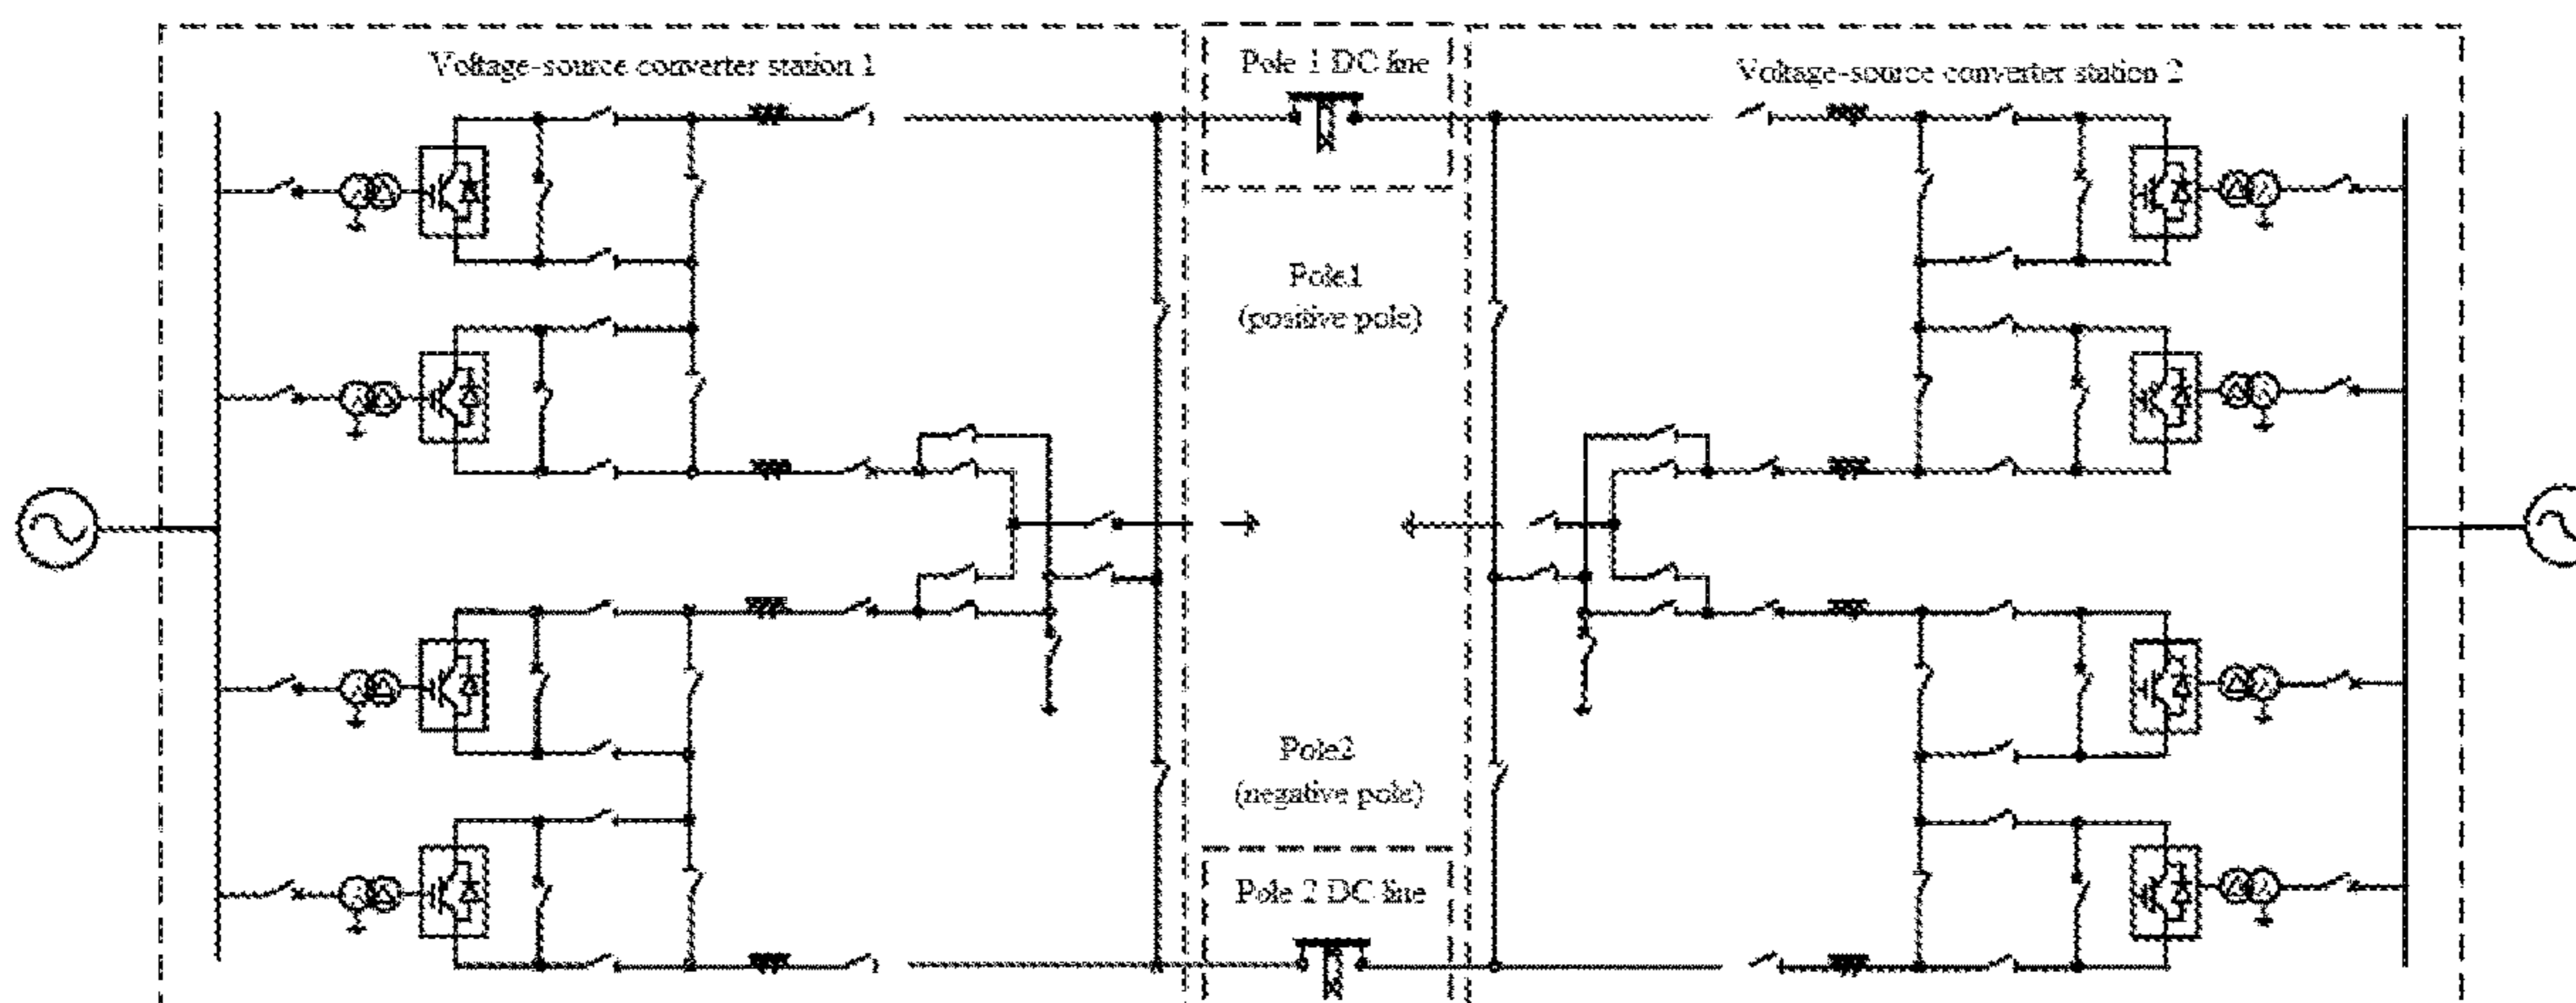 Voltage-source converter station 1
Pole 1 DC line
Voltage-source converter station 2
Pole1
(positive pole)
Pole2
(negative pole)
Pole 2 DC line